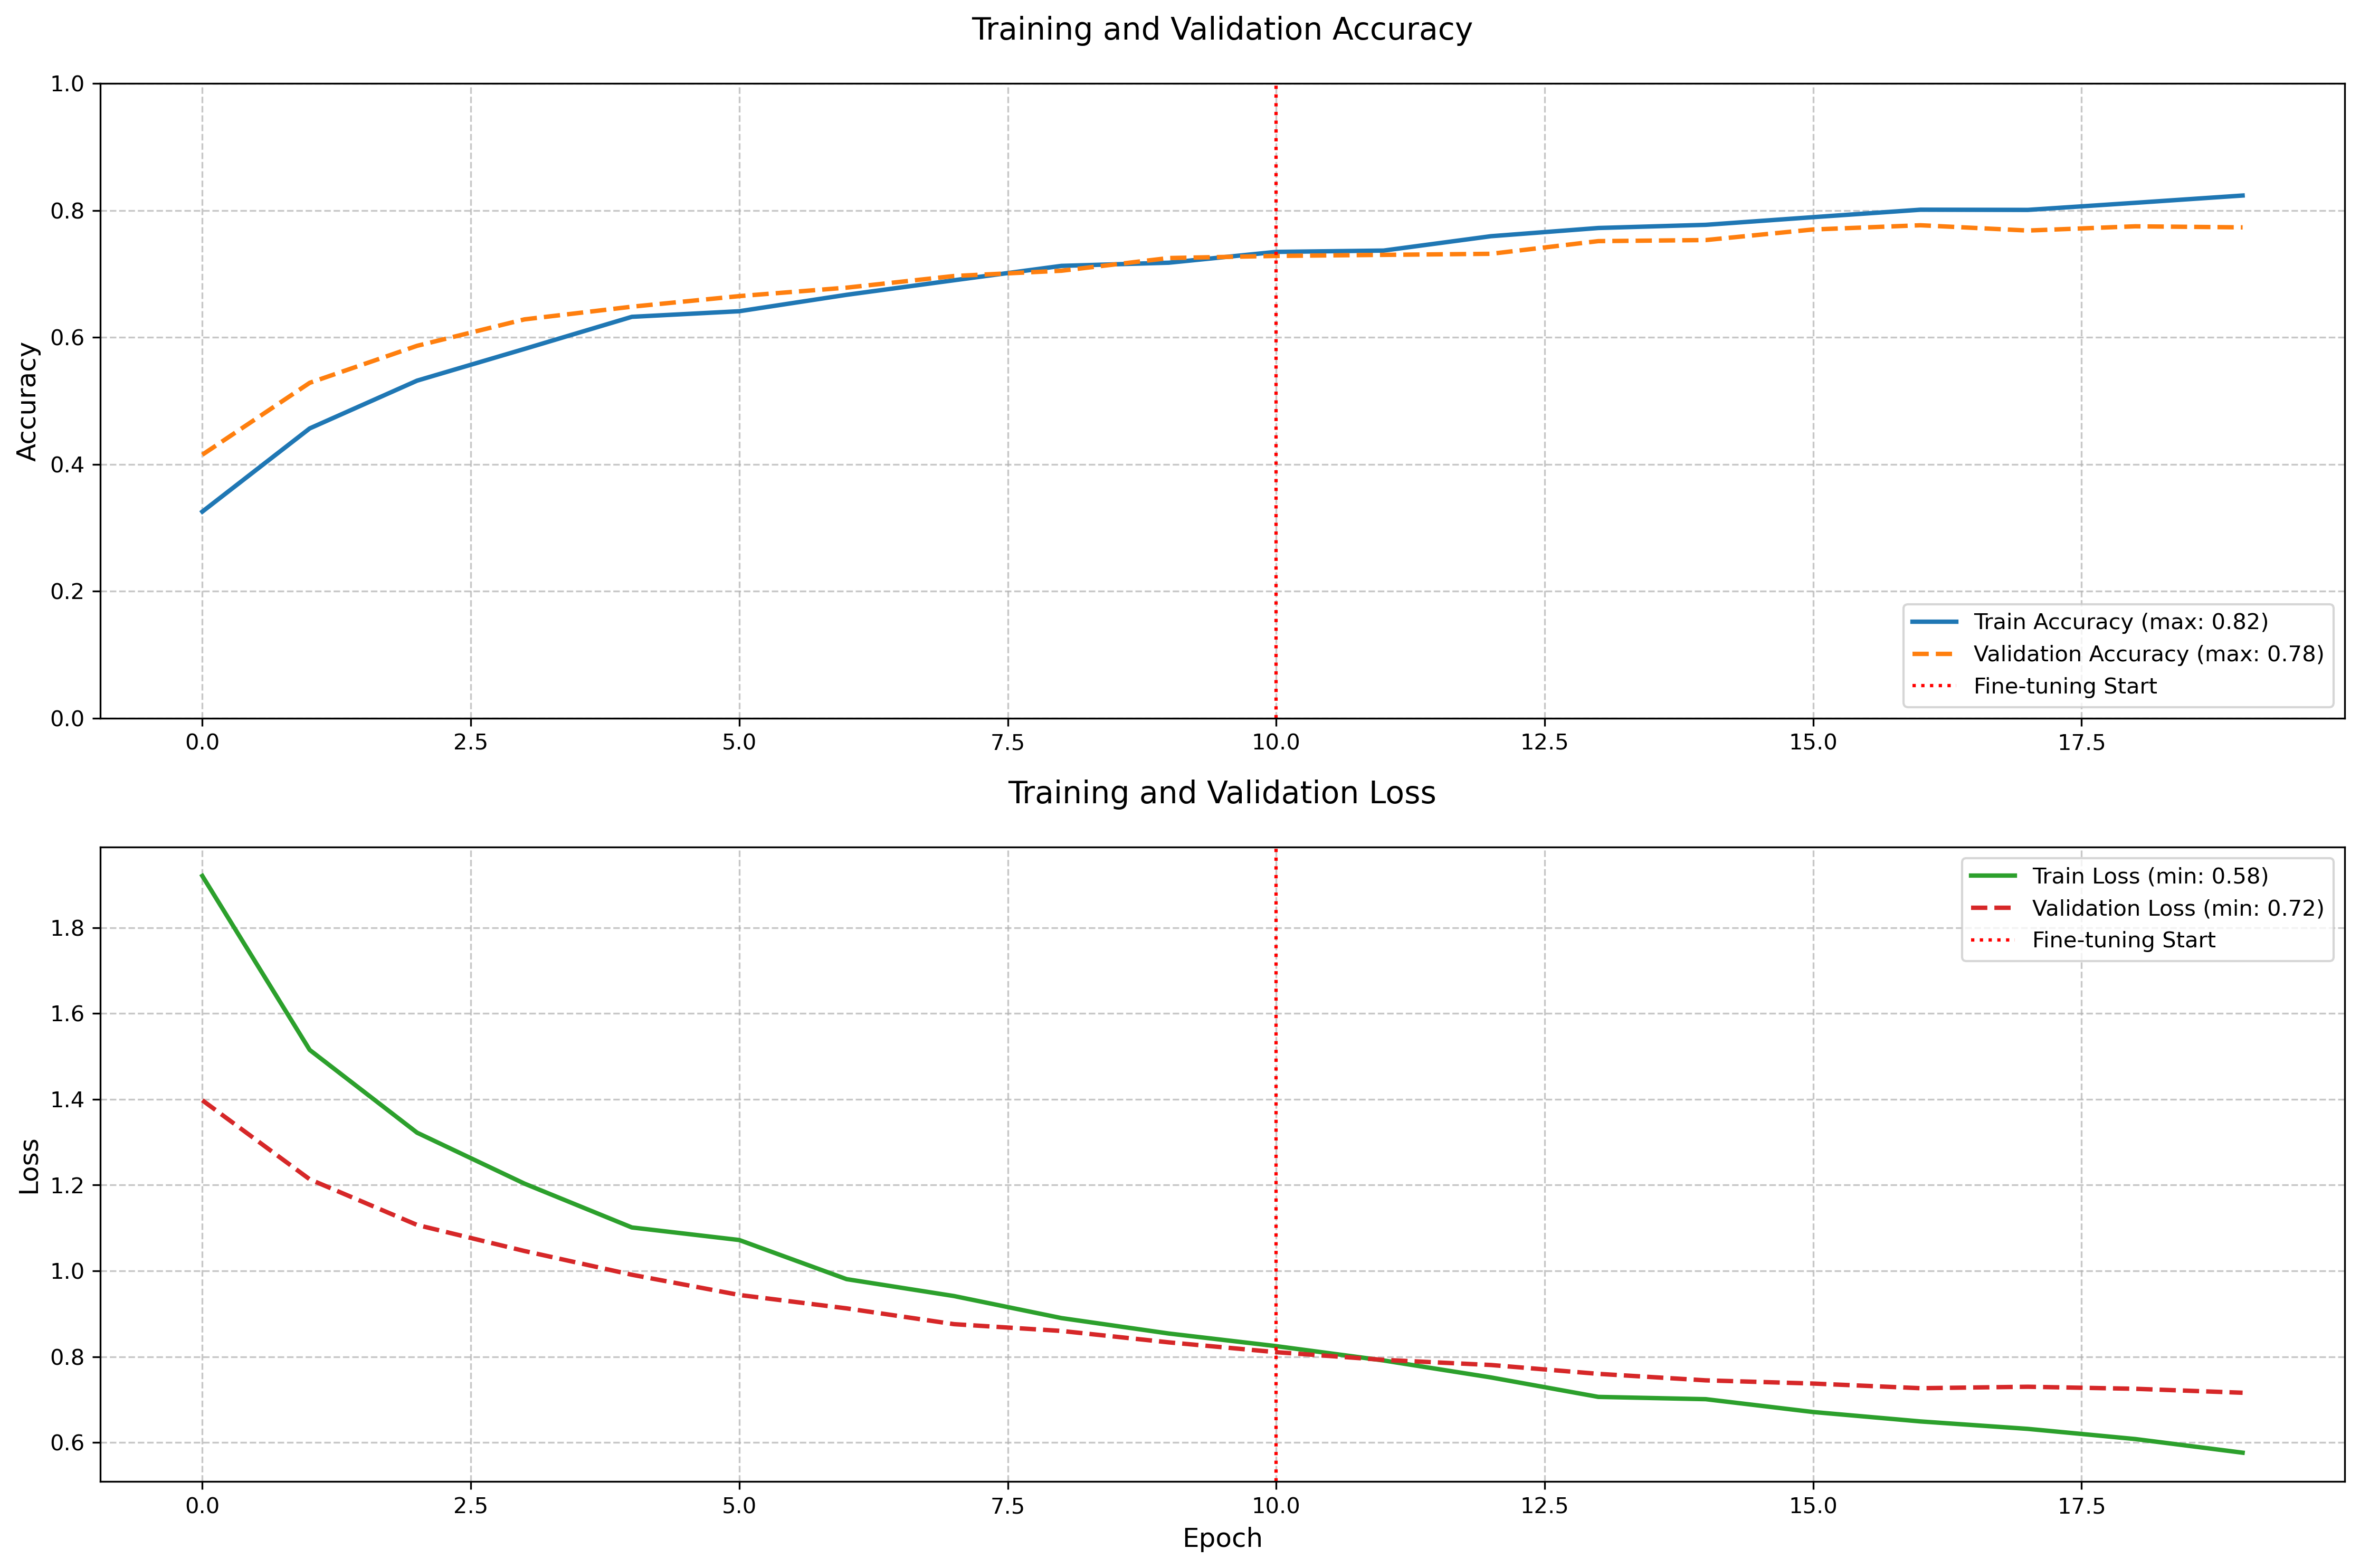 Training and Validation Accuracy
1.0
0.8
0.6
0.4
0.2
0.0
Accuracy
Train Accuracy (max: 0.82)
Validation Accuracy (max: 0.78)
Fine-tuning Start
0.0 2.5 5.0 7.5 10.0 12.5 15.0 17.5
Training and Validation Loss
1.8
1.6
1.4
1.2
1.0
0.8
0.6
Loss
Train Loss (min: 0.58)
Validation Loss (min: 0.72)
Fine-tuning Start
0.0 2.5 5.0 7.5 10.0 12.5 15.0 17.5
Epoch